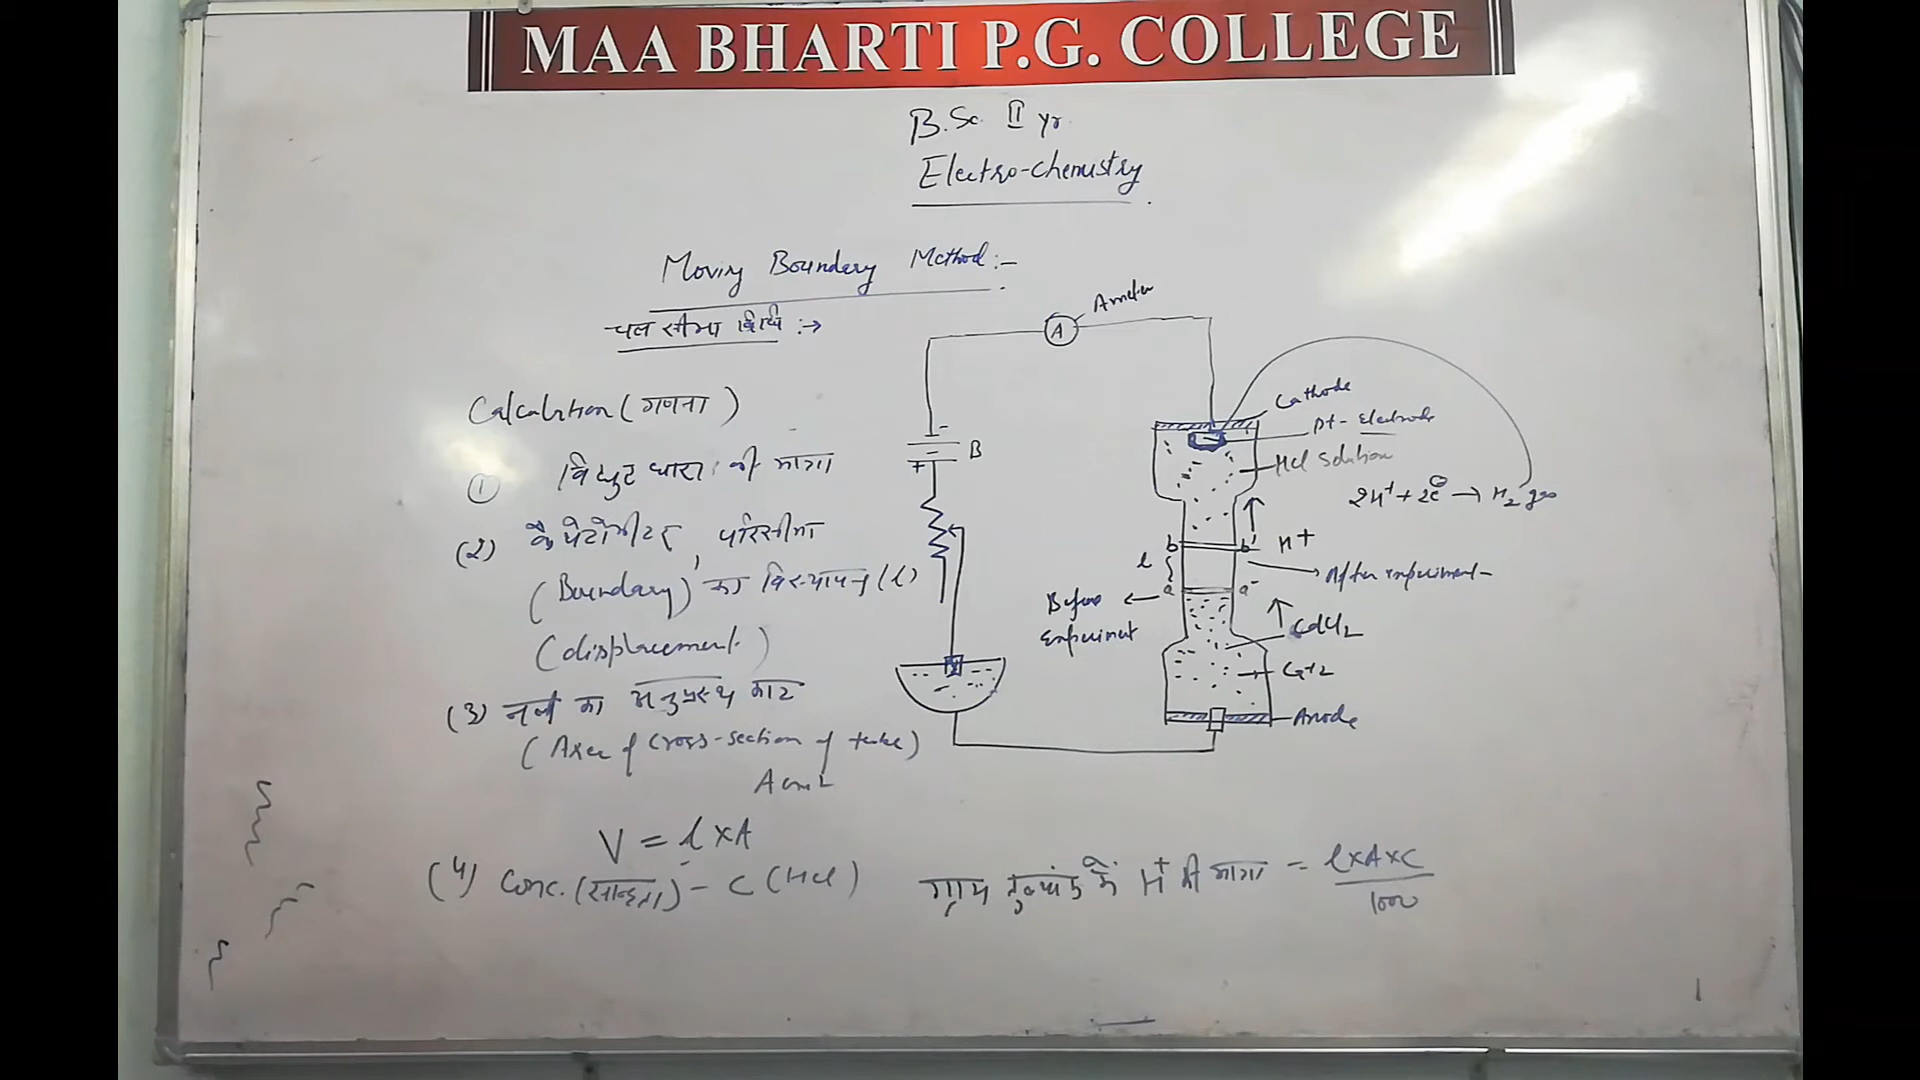 MAA BHARTI P.G. COLLEGE
B.Sc. II yr.
Electro-chemistry
Moving Boundary Method:-
चल सीमा विधि :→
Calculation (गणना)
① विद्युट धारा की मात्रा
(2) परिसीमा
(Boundary) का विस्थापन (l)
(displacement)
(3) नली का अनुप्रस्थ काट
(Area of cross-section of tube)
A cm2
V = l×A
(4) Conc. (सान्द्रता) - C (Hcl)
ग्राम तुल्यांक में H+ की मात्रा = l×A×C / 1000
A
Ameter
- B
+
Cathode
Pt-Electrode
Hcl Solution
2H+ + 2e⊖ → H2 gas
b b' H+
l
After experiment-
a a'
Before
experiment
CdCl2
Cd+2
Anode